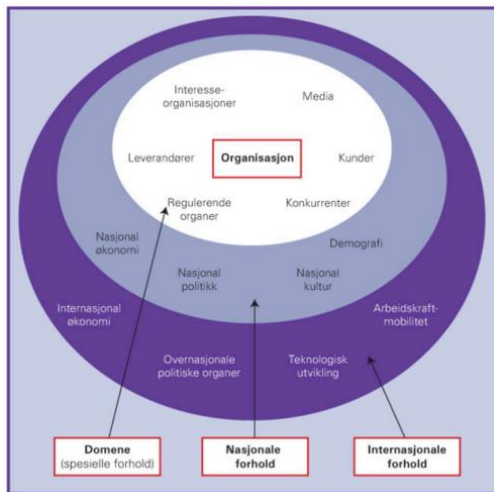 Interesse-
organisasjoner
Media
Leverandører
Organisasjon
Kunder
Regulerende
organer
Konkurrenter
Nasjonal
økonomi
Demografi
Nasjonal
politikk
Nasjonal
kultur
Internasjonal
økonomi
Arbeidskraft-
mobilitet
Overnasjonale
politiske organer
Teknologisk
utvikling
Domene
(spesielle forhold)
Nasjonale
forhold
Internasjonale
forhold